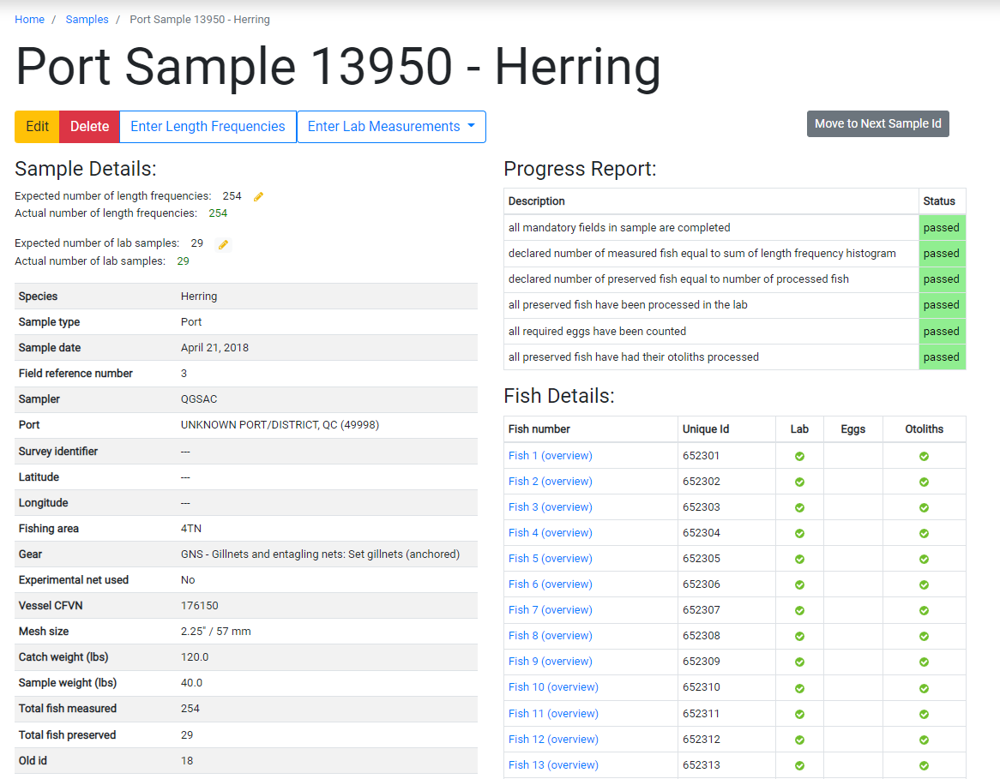 Home / Samples / Port Sample 13950 - Herring
Port Sample 13950 - Herring
Edit Delete Enter Length Frequencies Enter Lab Measurements
Move to Next Sample Id
Sample Details:
Expected number of length frequencies: 254
Actual number of length frequencies: 254
Expected number of lab samples: 29
Actual number of lab samples: 29
Species Herring
Sample type Port
Sample date April 21, 2018
Field reference number 3
Sampler QGSAC
Port UNKNOWN PORT/DISTRICT, QC (49998)
Survey identifier ---
Latitude ---
Longitude ---
Fishing area 4TN
Gear GNS - Gillnets and entagling nets: Set gillnets (anchored)
Experimental net used No
Vessel CFVN 176150
Mesh size 2.25" / 57 mm
Catch weight (lbs) 120.0
Sample weight (lbs) 40.0
Total fish measured 254
Total fish preserved 29
Old id 18
Progress Report:
Description Status
all mandatory fields in sample are completed passed
declared number of measured fish equal to sum of length frequency histogram passed
declared number of preserved fish equal to number of processed fish passed
all preserved fish have been processed in the lab passed
all required eggs have been counted passed
all preserved fish have had their otoliths processed passed
Fish Details:
Fish number Unique Id Lab Eggs Otoliths
Fish 1 (overview) 652301
Fish 2 (overview) 652302
Fish 3 (overview) 652303
Fish 4 (overview) 652304
Fish 5 (overview) 652305
Fish 6 (overview) 652306
Fish 7 (overview) 652307
Fish 8 (overview) 652308
Fish 9 (overview) 652309
Fish 10 (overview) 652310
Fish 11 (overview) 652311
Fish 12 (overview) 652312
Fish 13 (overview) 652313